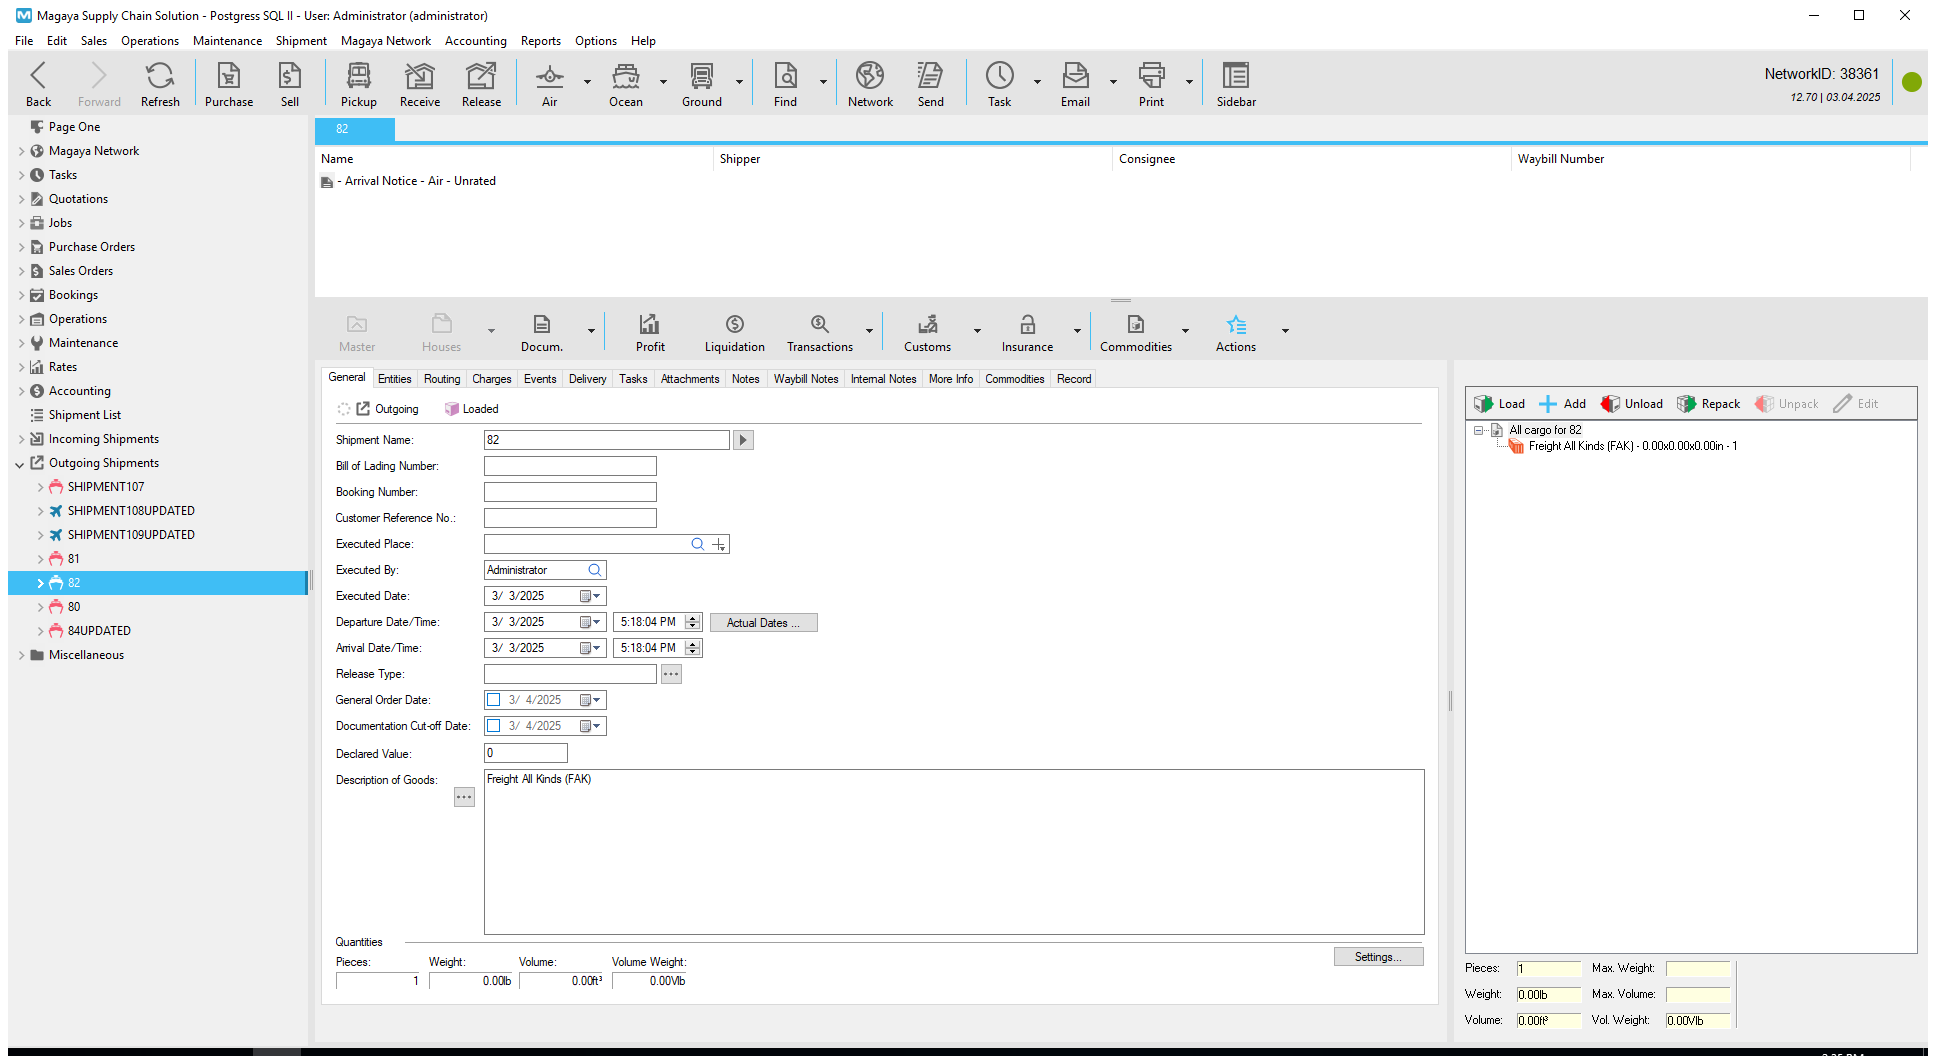 Magaya Supply Chain Solution - Postgress SQL II - User: Administrator (administrator)
File Edit Sales Operations Maintenance Shipment Magaya Network Accounting Reports Options Help
Back Forward Refresh Purchase Sell Pickup Receive Release Air Ocean Ground Find Network Send Task Email Print Sidebar
NetworkID: 38361
12.70 | 03.04.2025
Page One
Magaya Network
Tasks
Quotations
Jobs
Purchase Orders
Sales Orders
Bookings
Operations
Maintenance
Rates
Accounting
Shipment List
Incoming Shipments
Outgoing Shipments
SHIPMENT107
SHIPMENT108UPDATED
SHIPMENT109UPDATED
81
82
80
84UPDATED
Miscellaneous
82
Name Shipper Consignee Waybill Number
- Arrival Notice - Air - Unrated
Master Houses Docum. Profit Liquidation Transactions Customs Insurance Commodities Actions
General Entities Routing Charges Events Delivery Tasks Attachments Notes Waybill Notes Internal Notes More Info Commodities Record
Outgoing Loaded
Shipment Name: 82
Bill of Lading Number:
Booking Number:
Customer Reference No.:
Executed Place:
Executed By: Administrator
Executed Date: 3/ 3/2025
Departure Date/Time: 3/ 3/2025 5:18:04 PM Actual Dates ...
Arrival Date/Time: 3/ 3/2025 5:18:04 PM
Release Type:
General Order Date: 3/ 4/2025
Documentation Cut-off Date: 3/ 4/2025
Declared Value: 0
Description of Goods: Freight All Kinds (FAK)
Quantities
Settings...
Pieces: Weight: Volume: Volume Weight:
1 0.00lb 0.00ft³ 0.00Vlb
Load Add Unload Repack Unpack Edit
All cargo for 82
Freight All Kinds (FAK) - 0.00x0.00x0.00in - 1
Pieces: 1 Max. Weight:
Weight: 0.00lb Max. Volume:
Volume: 0.00ft³ Vol. Weight: 0.00Vlb